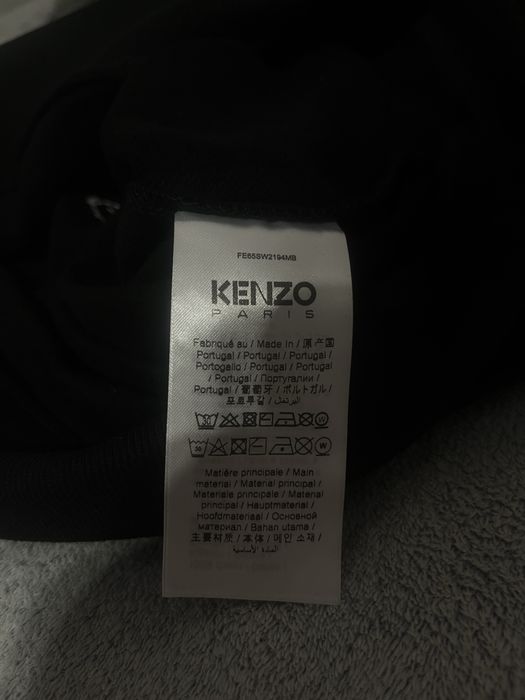 FE65SW2194MB
KENZO
PARIS
Fabriqué au / Made In / 原产国
Portugal / Portugal / Portugal /
Portogallo / Portugal / Portugal
/ Portugal / Португалии /
Portugal / 葡萄牙 / ポルトガル /
포르투갈 / البرتغال
30 W
30 W
Matière principale / Main
material / Material principal /
Materiale principale / Material
principal / Hauptmaterial /
Hoofdmateriaal / Основной
материал / Bahan utama /
主要材质 / 本体 / 메인 소재 /
المادة الأساسية